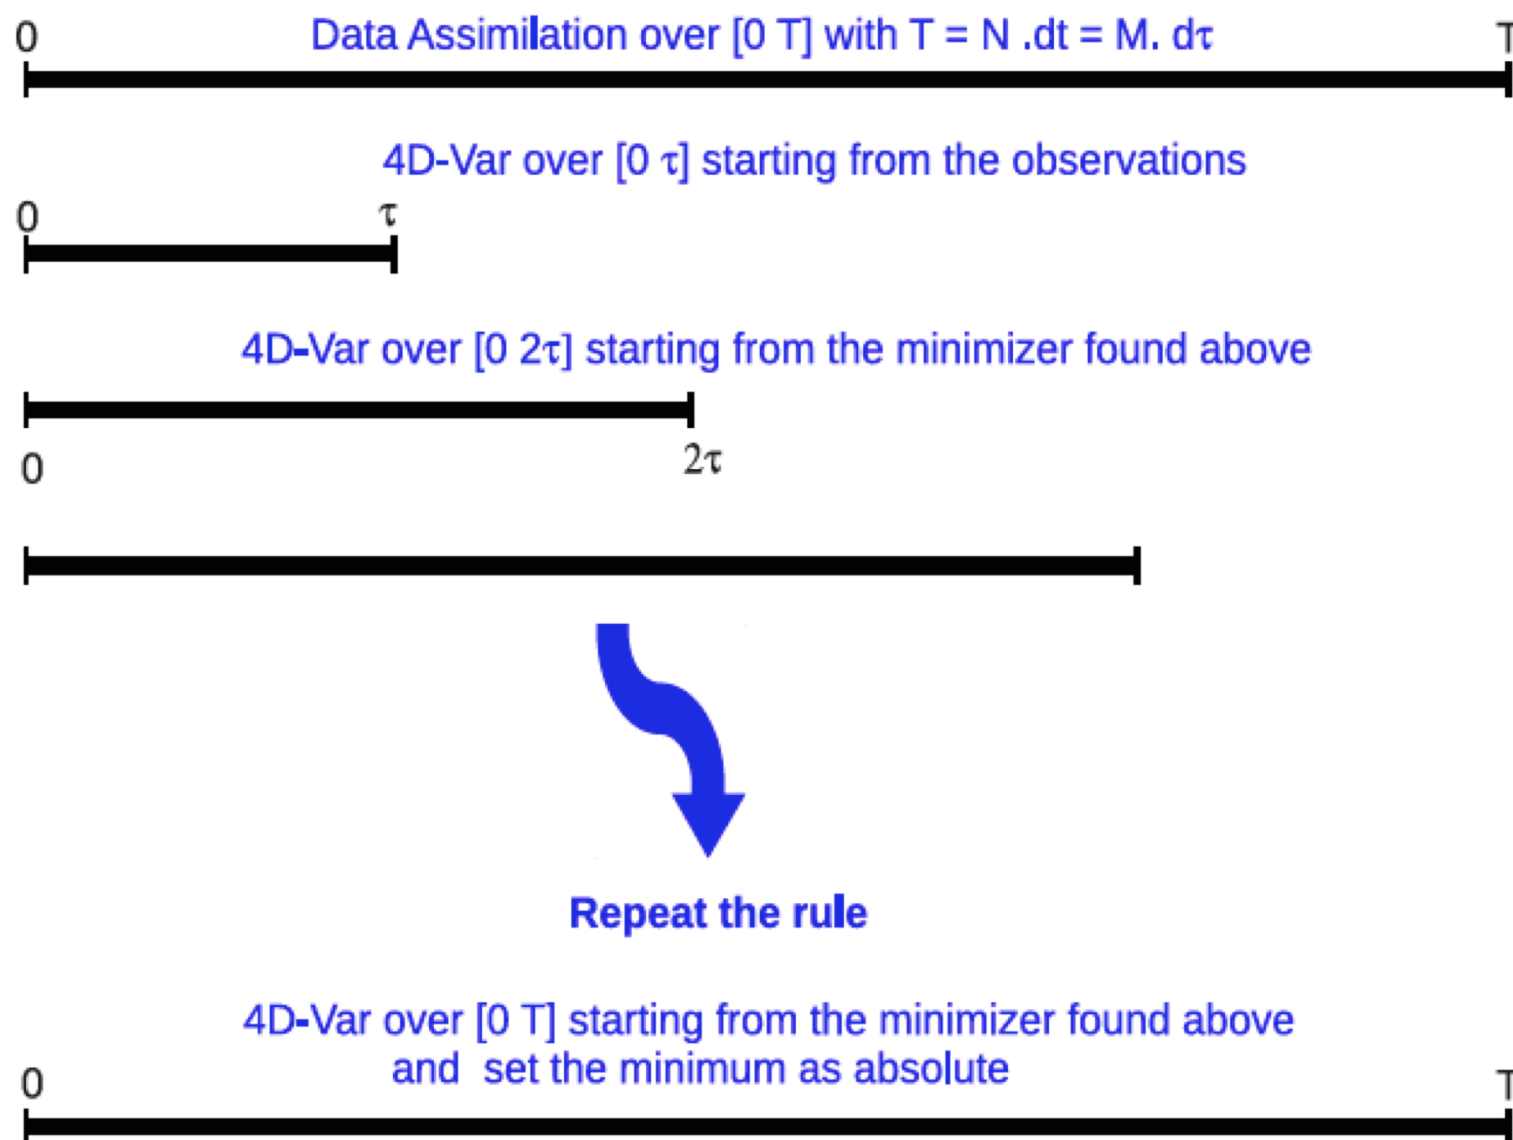 0 Data Assimilation over [0 T] with T = N .dt = M. dτ T
4D-Var over [0 τ] starting from the observations
0 τ
4D-Var over [0 2τ] starting from the minimizer found above
0 2τ
Repeat the rule
4D-Var over [0 T] starting from the minimizer found above
and set the minimum as absolute
0 T